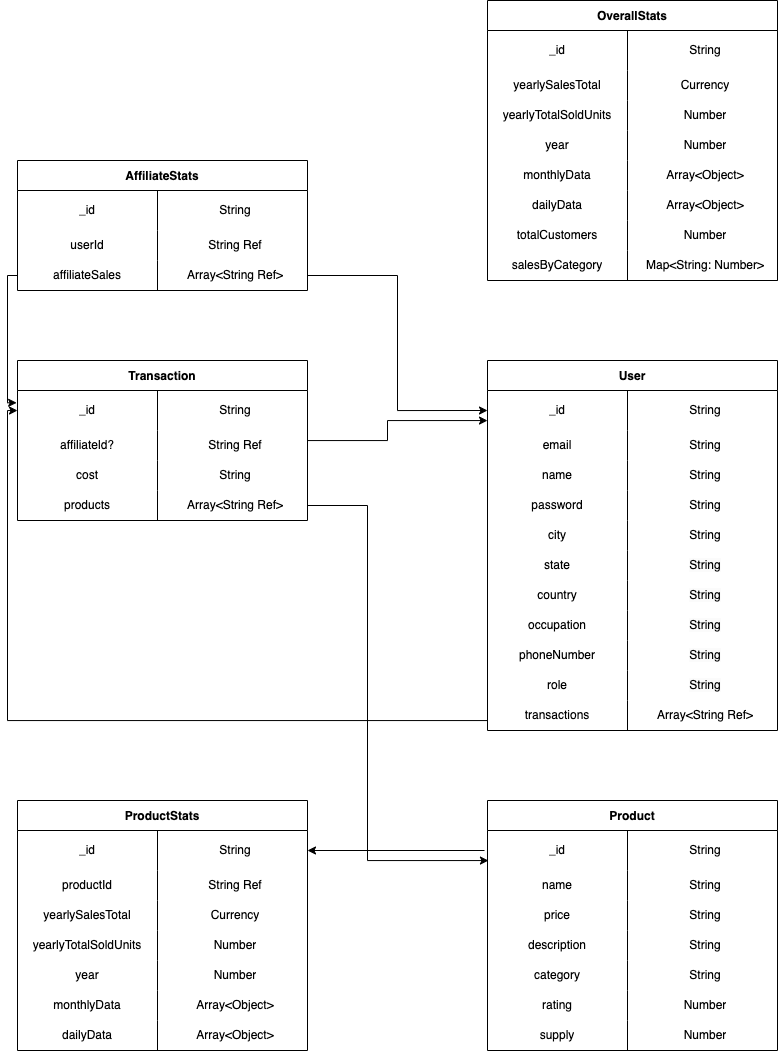 OverallStats
_id String
yearlySalesTotal Currency
yearlyTotalSoldUnits Number
year Number
monthlyData Array<Object>
dailyData Array<Object>
totalCustomers Number
salesByCategory Map<String: Number>
AffiliateStats
_id String
userId String Ref
affiliateSales Array<String Ref>
Transaction
_id String
affiliateId? String Ref
cost String
products Array<String Ref>
User
_id String
email String
name String
password String
city String
state String
country String
occupation String
phoneNumber String
role String
transactions Array<String Ref>
ProductStats
_id String
productId String Ref
yearlySalesTotal Currency
yearlyTotalSoldUnits Number
year Number
monthlyData Array<Object>
dailyData Array<Object>
Product
_id String
name String
price String
description String
category String
rating Number
supply Number